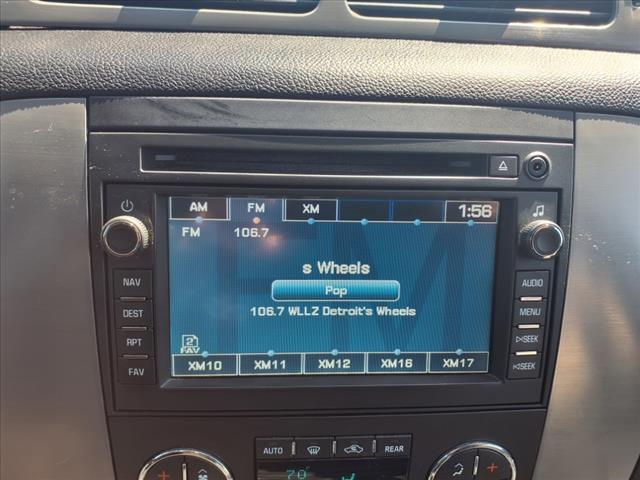 AM FM XM 1:56
FM 106.7
s Wheels
Pop
106.7 WLLZ Detroit's Wheels
2
FAV
XM10 XM11 XM12 XM16 XM17
NAV
DEST
RPT
FAV
AUDIO
MENU
SEEK
SEEK
AUTO REAR
70°